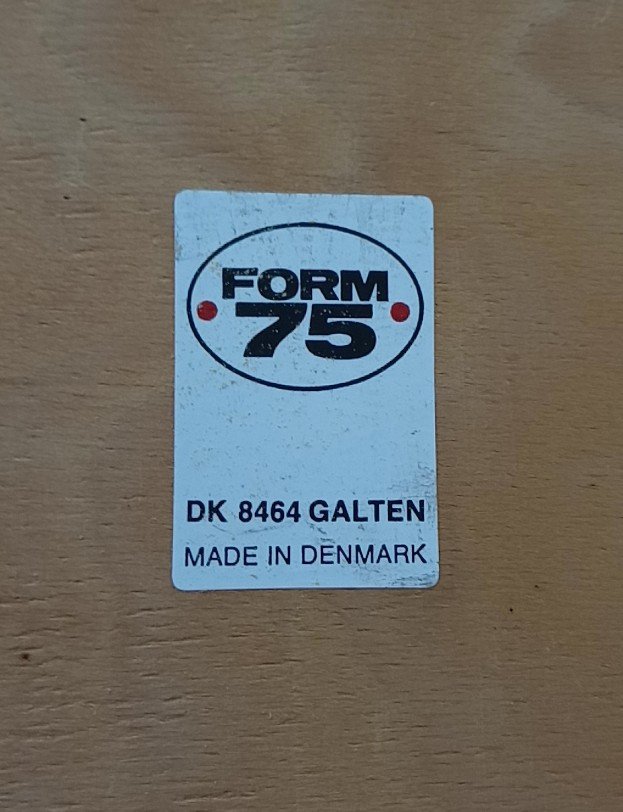 FORM
75
DK 8464 GALTEN
MADE IN DENMARK